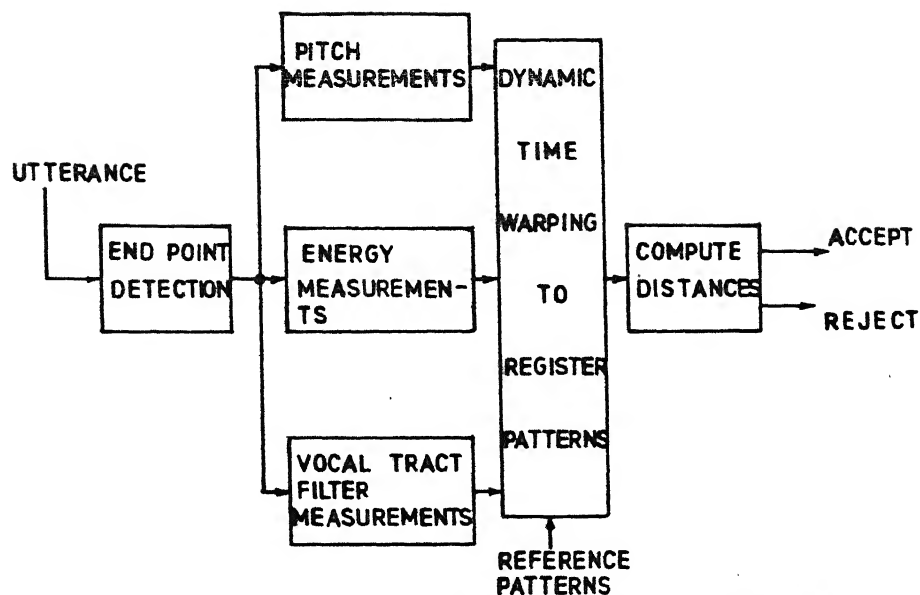 PITCH
MEASUREMENTS
DYNAMIC
TIME
WARPING
TO
REGISTER
PATTERNS
UTTERANCE
END POINT
DETECTION
ENERGY
MEASUREMEN-
TS
VOCAL TRACT
FILTER
MEASUREMENTS
COMPUTE
DISTANCES
ACCEPT
REJECT
REFERENCE
PATTERNS